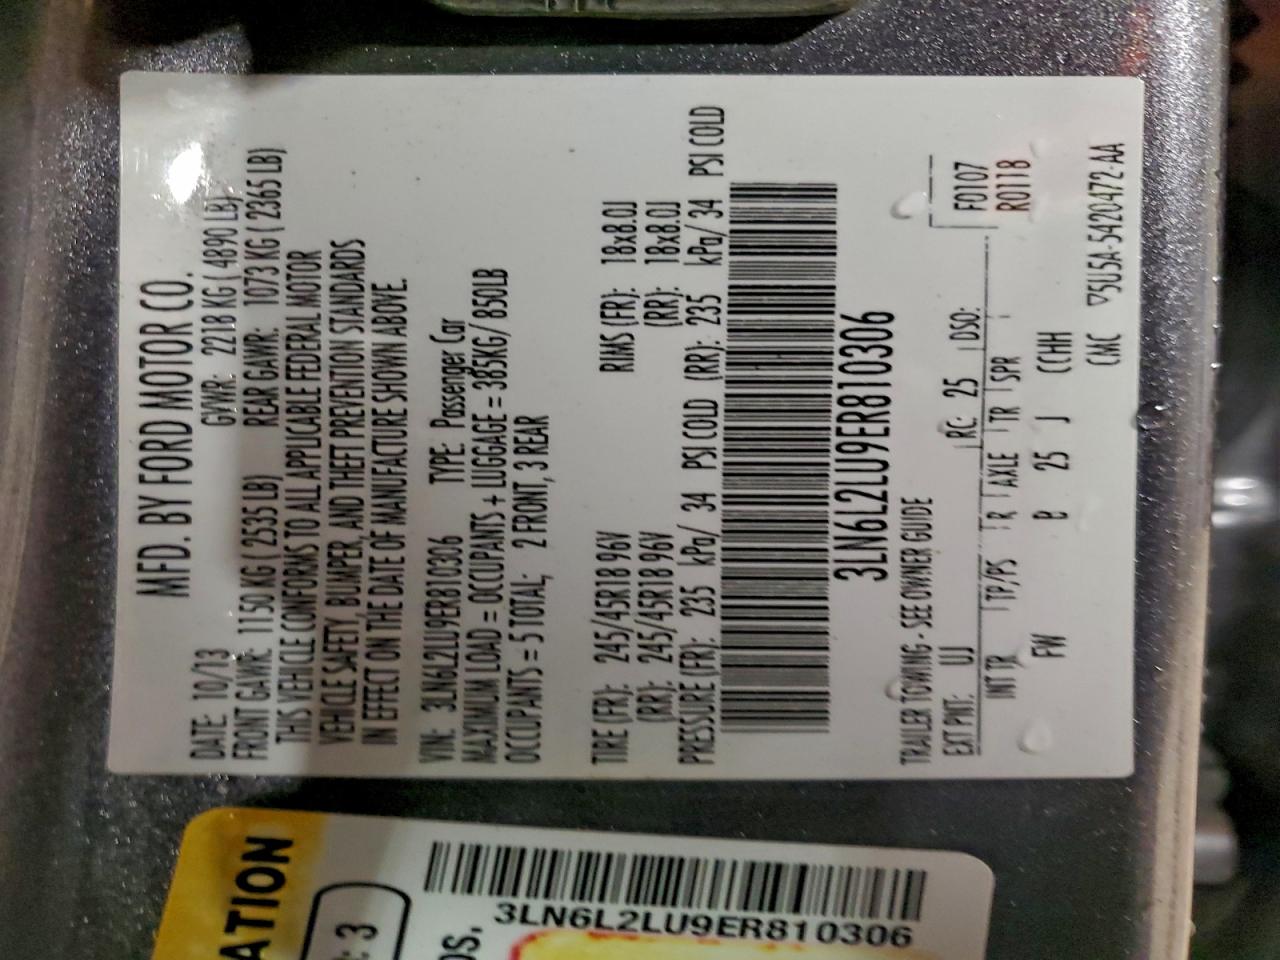 MFD. BY FORD MOTOR CO.
DATE: 10/13 GVWR: 2218 KG ( 4890 LB)
FRONT GAWR: 1150 KG ( 2535 LB) REAR GAWR: 1073 KG ( 2365 LB)
THIS VEHICLE CONFORMS TO ALL APPLICABLE FEDERAL MOTOR
VEHICLE SAFETY, BUMPER, AND THEFT PREVENTION STANDARDS
IN EFFECT ON THE DATE OF MANUFACTURE SHOWN ABOVE.
VIN: 3LN6L2LU9ER810306 TYPE: Passenger Car
MAXIMUM LOAD = OCCUPANTS + LUGGAGE = 385KG/ 850LB
OCCUPANTS = 5 TOTAL; 2 FRONT, 3 REAR
TIRE (FR): 245/45R18 96V RIMS (FR): 18x8.0J
(RR): 245/45R18 96V (RR): 18x8.0J
PRESSURE (FR): 235 kPa/ 34 PSI COLD (RR): 235 kPa/ 34 PSI COLD
3LN6L2LU9ER810306
TRAILER TOWING - SEE OWNER GUIDE
EXT PNT: UJ RC: 25 DSO: F0107
INT TR TP/PS R AXLE TR SPR R0118
FW B 25 J CHH
CMC ▽5U5A-5420472-AA
ATION
: 3
OS.
3LN6L2LU9ER810306